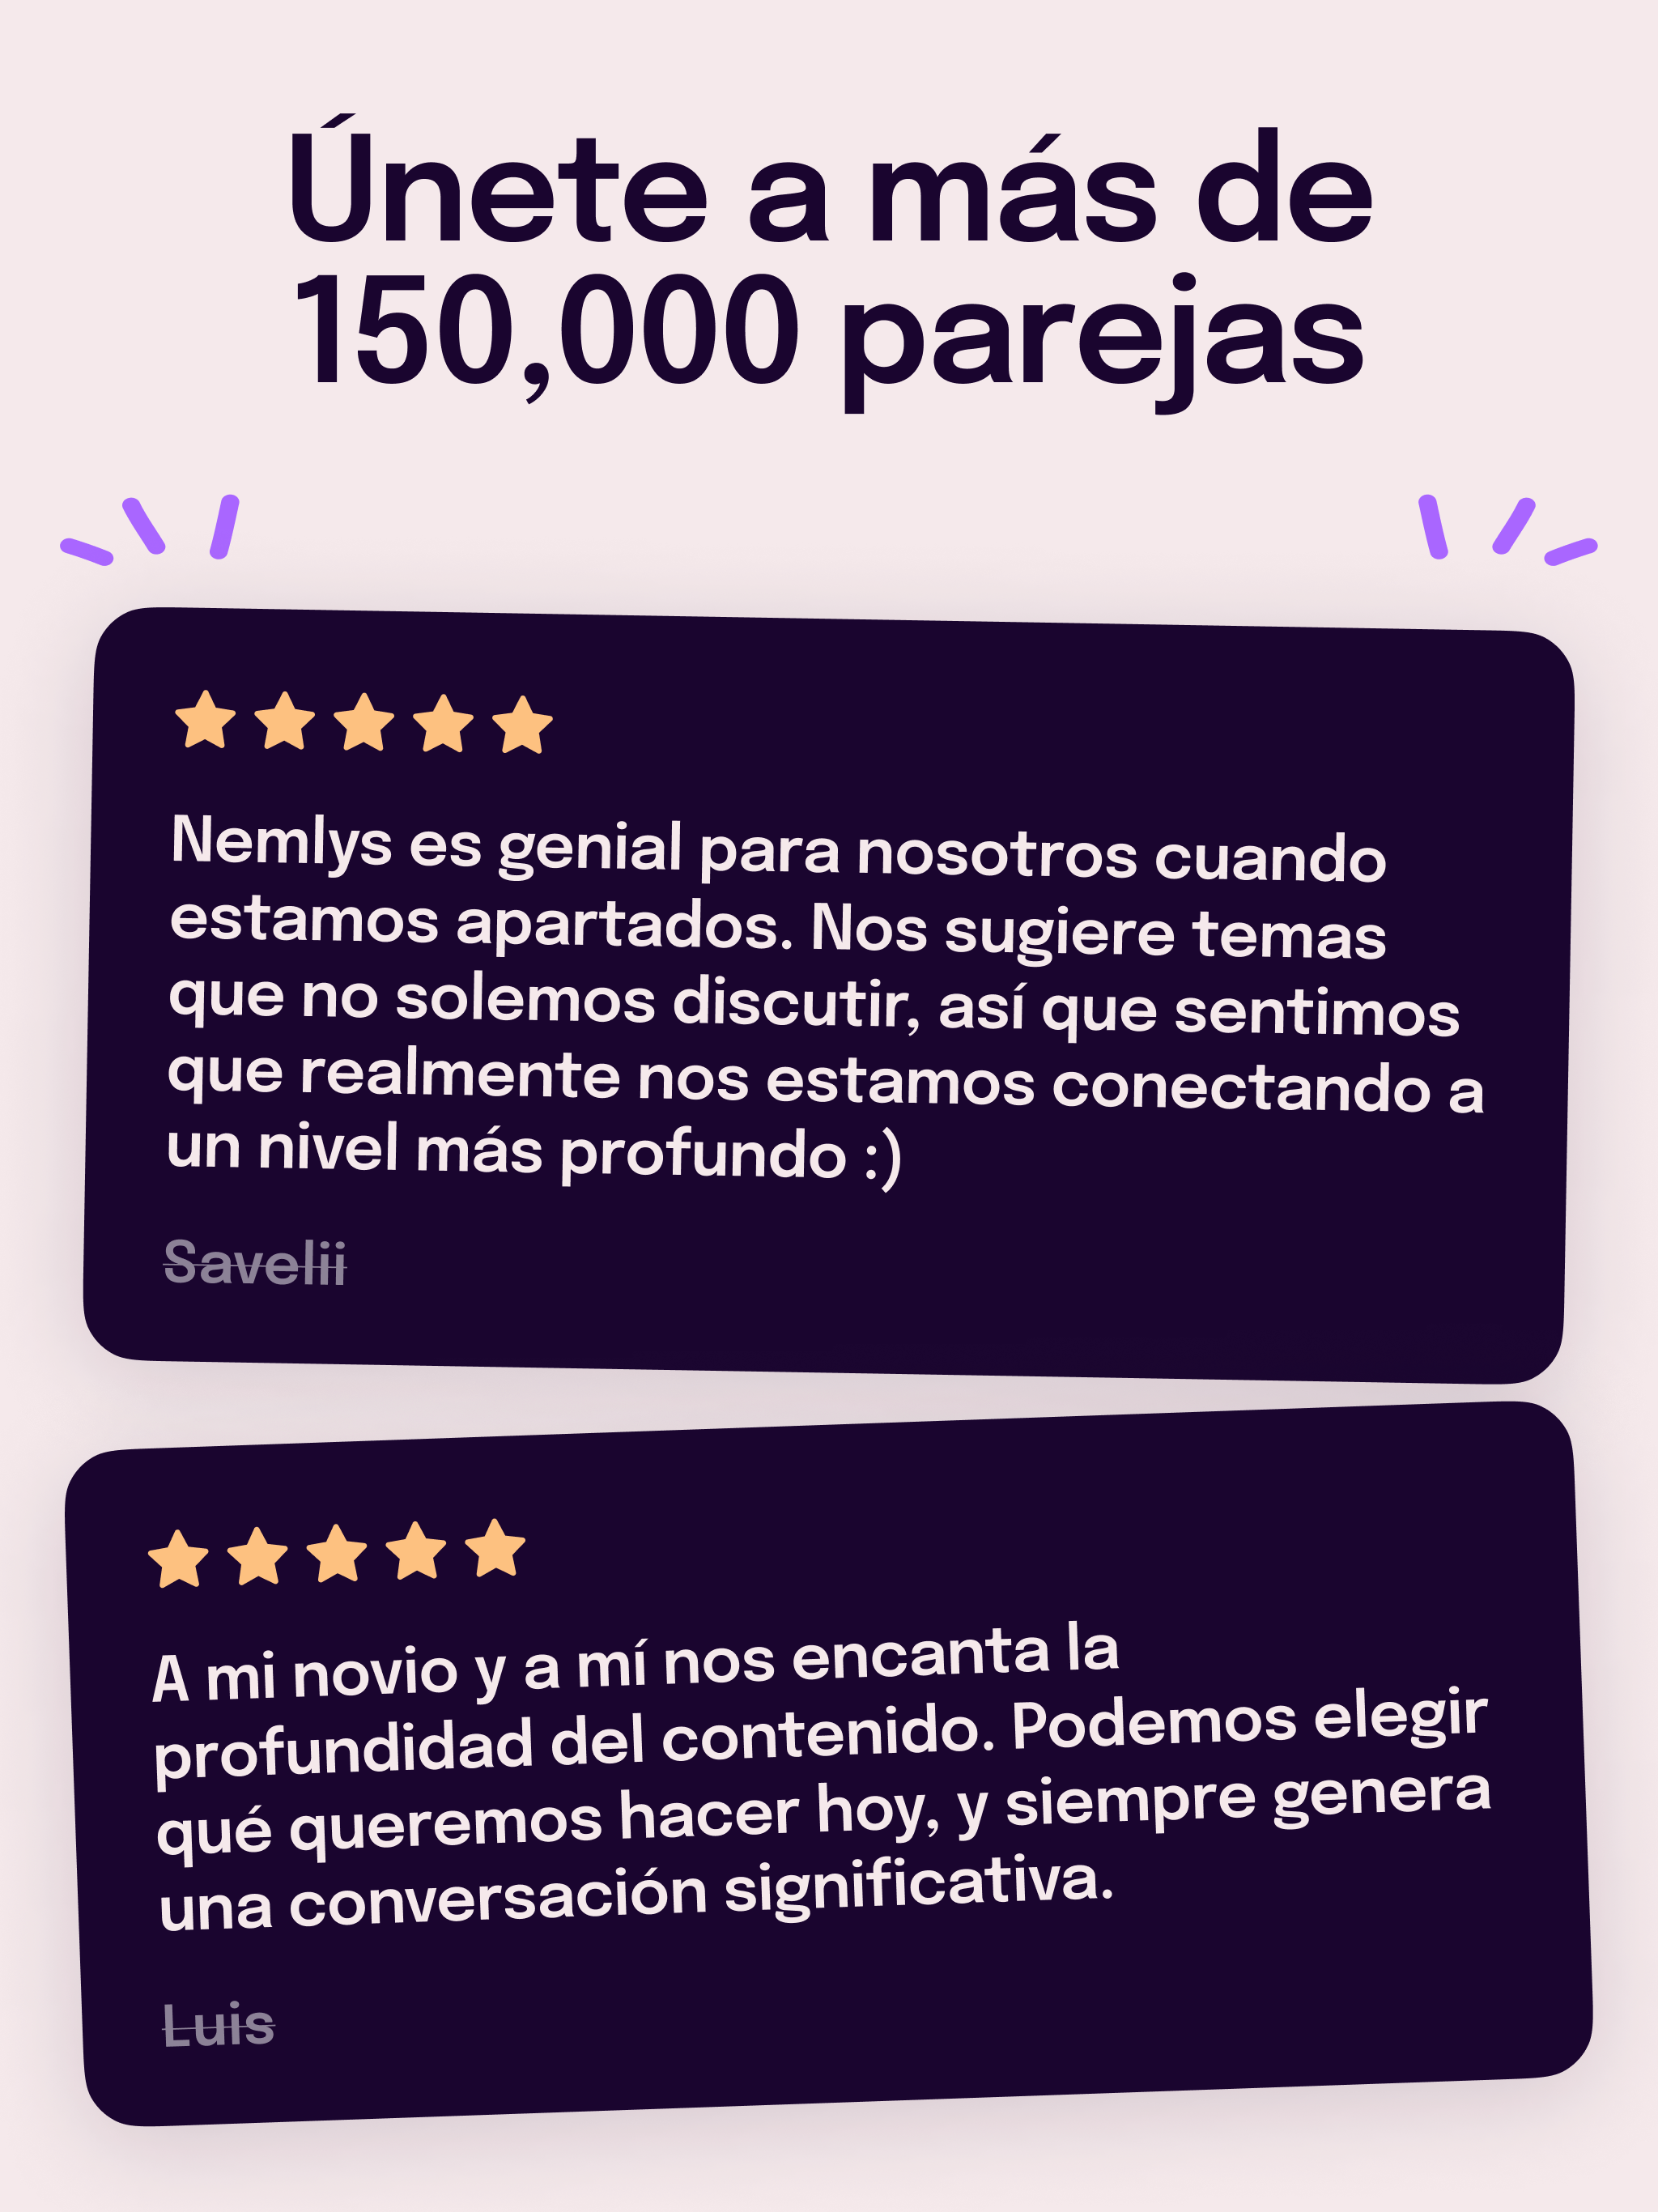 Únete a más de
150,000 parejas
Nemlys es genial para nosotros cuando
estamos apartados. Nos sugiere temas
que no solemos discutir, así que sentimos
que realmente nos estamos conectando a
un nivel más profundo :)
Savelii
A mi novio y a mí nos encanta la
profundidad del contenido. Podemos elegir
qué queremos hacer hoy, y siempre genera
una conversación significativa.
Luis